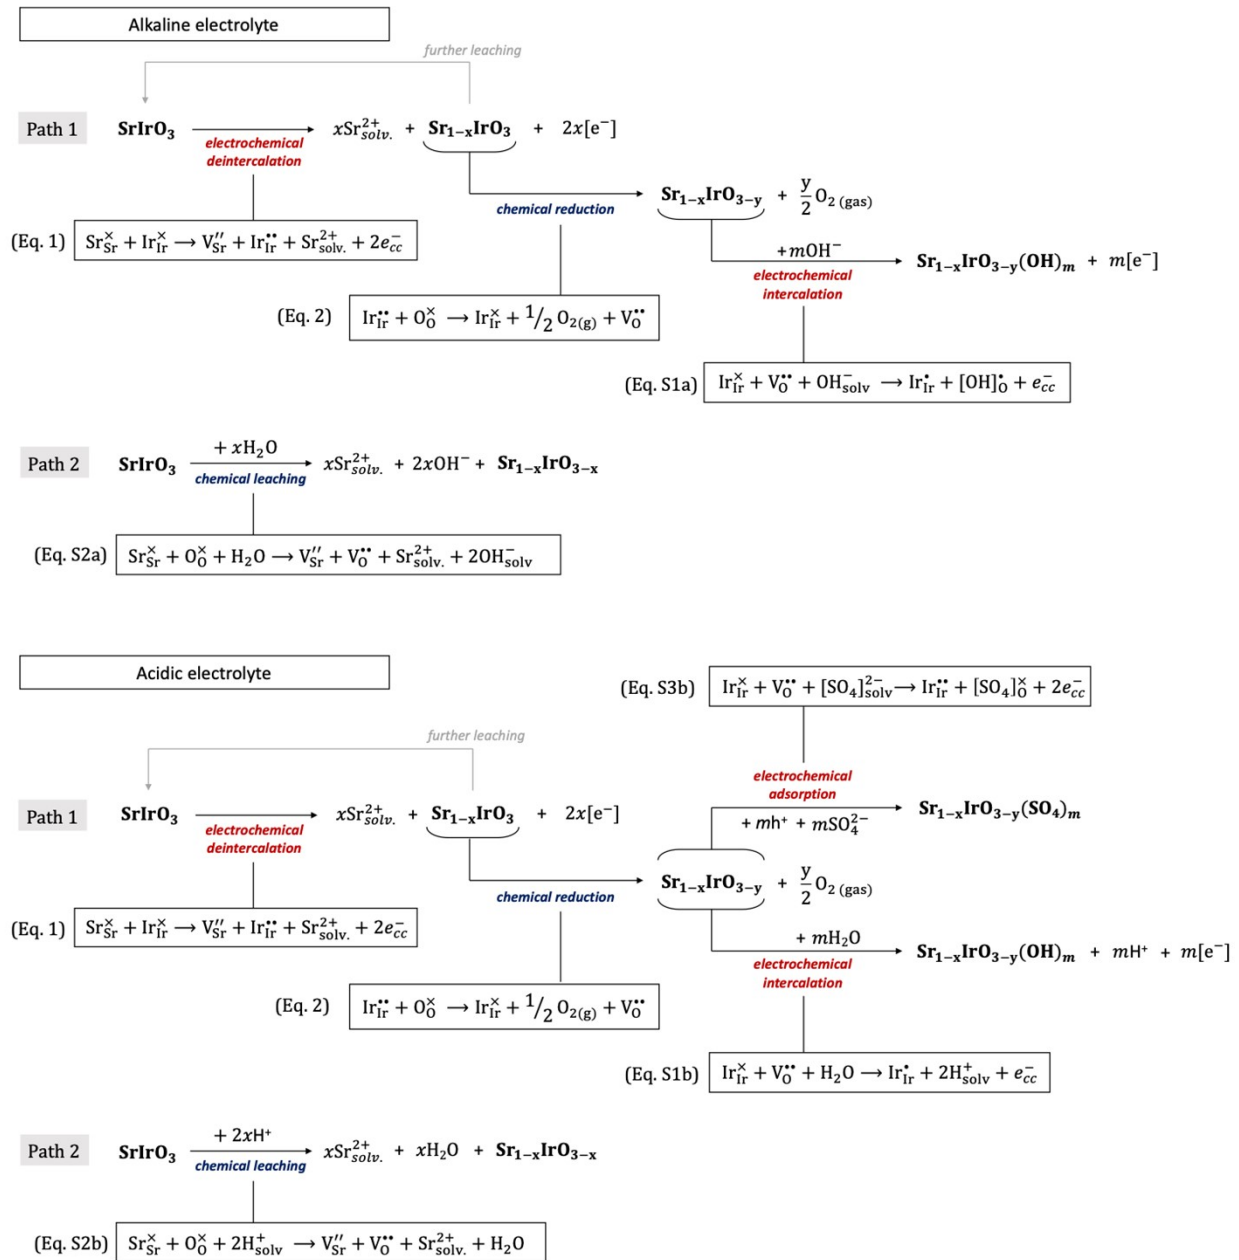 Alkaline electrolyte
further leaching
Path 1 SrIrO₃ xSr²⁺solv. + Sr₁₋ₓIrO₃ + 2x[e⁻]
electrochemical
deintercalation
Sr₁₋ₓIrO₃₋y + y/2 O₂ (gas)
chemical reduction
(Eq. 1) Sr×Sr + Ir×Ir → V′′Sr + Ir••Ir + Sr²⁺solv. + 2e⁻cc
+mOH⁻
Sr₁₋ₓIrO₃₋y(OH)m + m[e⁻]
electrochemical
intercalation
(Eq. 2) Ir••Ir + O×O → Ir×Ir + 1/2 O₂(g) + V••O
(Eq. S1a) Ir×Ir + V••O + OH⁻solv → Ir•Ir + [OH]•O + e⁻cc
+ xH₂O
Path 2 SrIrO₃ xSr²⁺solv. + 2xOH⁻ + Sr₁₋ₓIrO₃₋ₓ
chemical leaching
(Eq. S2a) Sr×Sr + O×O + H₂O → V′′Sr + V••O + Sr²⁺solv. + 2OH⁻solv
Acidic electrolyte
(Eq. S3b) Ir×Ir + V••O + [SO₄]²⁻solv → Ir••Ir + [SO₄]×O + 2e⁻cc
further leaching
electrochemical
adsorption
Path 1 SrIrO₃ xSr²⁺solv. + Sr₁₋ₓIrO₃ + 2x[e⁻]
Sr₁₋ₓIrO₃₋y(SO₄)m
+ mh⁺ + mSO₄²⁻
electrochemical
deintercalation
Sr₁₋ₓIrO₃₋y + y/2 O₂ (gas)
chemical reduction
(Eq. 1) Sr×Sr + Ir×Ir → V′′Sr + Ir••Ir + Sr²⁺solv. + 2e⁻cc
+ mH₂O
Sr₁₋ₓIrO₃₋y(OH)m + mH⁺ + m[e⁻]
electrochemical
intercalation
(Eq. 2) Ir••Ir + O×O → Ir×Ir + 1/2 O₂(g) + V••O
(Eq. S1b) Ir×Ir + V••O + H₂O → Ir•Ir + 2H⁺solv + e⁻cc
+ 2xH⁺
Path 2 SrIrO₃ xSr²⁺solv. + xH₂O + Sr₁₋ₓIrO₃₋ₓ
chemical leaching
(Eq. S2b) Sr×Sr + O×O + 2H⁺solv → V′′Sr + V••O + Sr²⁺solv. + H₂O